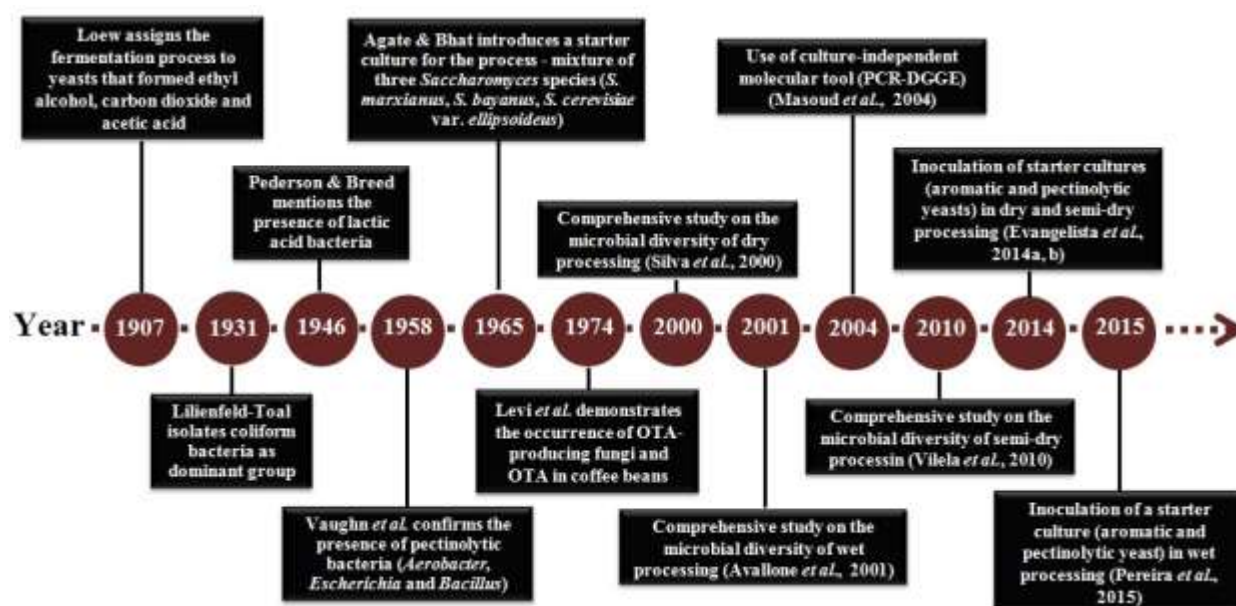 Loew assigns the
fermentation process to
yeasts that formed ethyl
alcohol, carbon dioxide and
acetic acid
Agate & Bhat introduces a starter
culture for the process - mixture
of three Saccharomyces species (S.
marxianus, S. bayanus, S. cerevisiae
var. ellipsoideus)
Use of culture-independent
molecular tool (PCR-DGGE)
(Masoud et al., 2004)
Pederson & Breed
mentions the
presence of lactic
acid bacteria
Comprehensive study on the
microbial diversity of dry
processing (Silva et al., 2000)
Inoculation of starter cultures
(aromatic and pectinolytic
yeasts) in dry and semi-dry
processing (Evangelista et al.,
2014a, b)
Year 1907 1931 1946 1958 1965 1974 2000 2001 2004 2010 2014 2015
Lilienfeld-Toal
isolates coliform
bacteria as
dominant group
Levi et al. demonstrates
the occurrence of OTA-
producing fungi and
OTA in coffee beans
Comprehensive study on the
microbial diversity of semi-dry
processin (Vilela et al., 2010)
Vaughn et al. confirms the
presence of pectinolytic
bacteria (Aerobacter,
Escherichia and Bacillus)
Comprehensive study on the
microbial diversity of wet
processing (Avallone et al., 2001)
Inoculation of a starter
culture (aromatic and
pectinolytic yeast) in wet
processing (Pereira et al.,
2015)